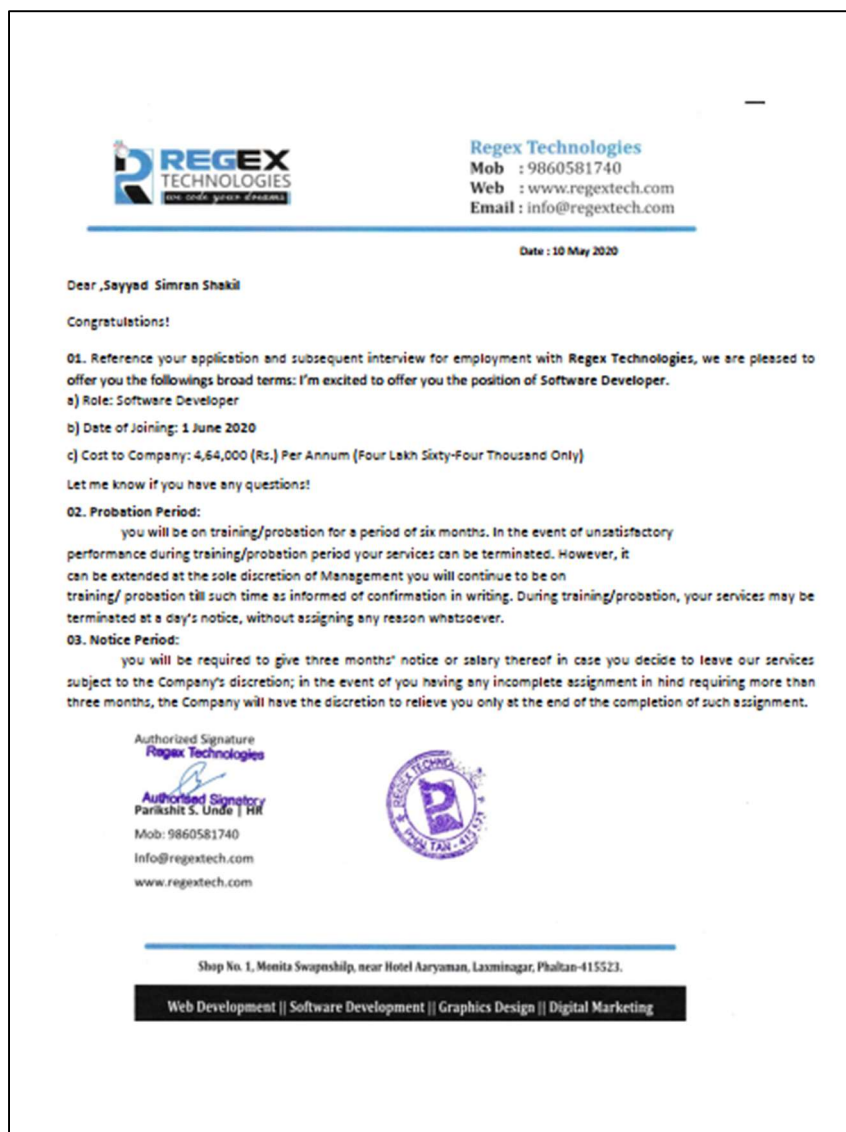 REGEX
TECHNOLOGIES
we code your dreams
Regex Technologies
Mob : 9860581740
Web : www.regextech.com
Email : info@regextech.com
Date : 10 May 2020
Dear ,Sayyad Simran Shakil
Congratulations!
01. Reference your application and subsequent interview for employment with Regex Technologies, we are pleased to
offer you the followings broad terms: I'm excited to offer you the position of Software Developer.
a) Role: Software Developer
b) Date of Joining: 1 June 2020
c) Cost to Company: 4,64,000 (Rs.) Per Annum (Four Lakh Sixty-Four Thousand Only)
Let me know if you have any questions!
02. Probation Period:
you will be on training/probation for a period of six months. In the event of unsatisfactory
performance during training/probation period your services can be terminated. However, it
can be extended at the sole discretion of Management you will continue to be on
training/ probation till such time as informed of confirmation in writing. During training/probation, your services may be
terminated at a day's notice, without assigning any reason whatsoever.
03. Notice Period:
you will be required to give three months' notice or salary thereof in case you decide to leave our services
subject to the Company's discretion; in the event of you having any incomplete assignment in hind requiring more than
three months, the Company will have the discretion to relieve you only at the end of the completion of such assignment.
Authorized Signature
Regax Technologies
Authorised Signatory
Parikshit S. Unde | HR
Mob: 9860581740
Info@regextech.com
www.regextech.com
REGEX TECHNOL
PHALTAN - 415523
Shop No. 1, Monita Swapnshilp, near Hotel Aaryaman, Laxminagar, Phaltan-415523.
Web Development || Software Development || Graphics Design || Digital Marketing